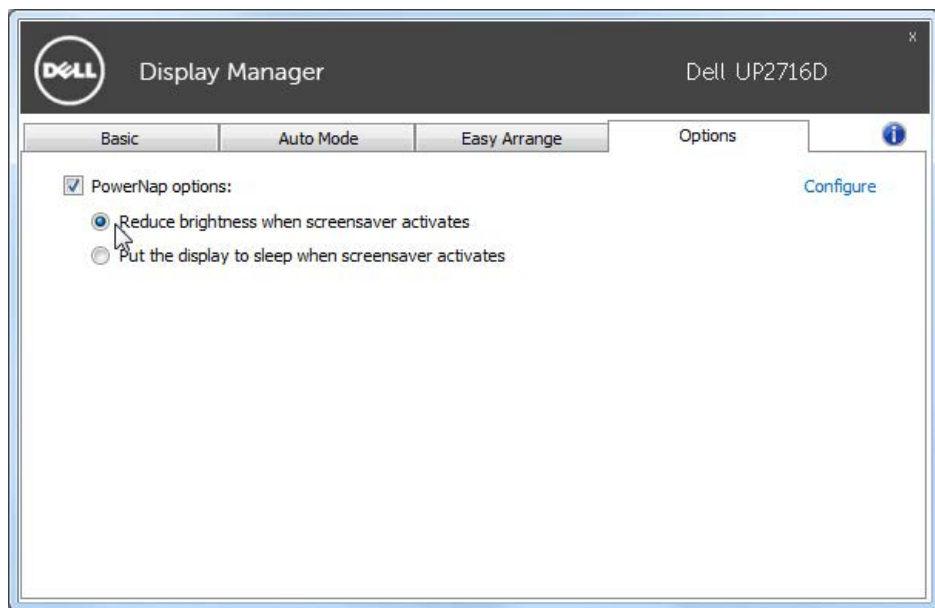 x
DELL Display Manager Dell UP2716D
Basic Auto Mode Easy Arrange Options
PowerNap options: Configure
Reduce brightness when screensaver activates
Put the display to sleep when screensaver activates